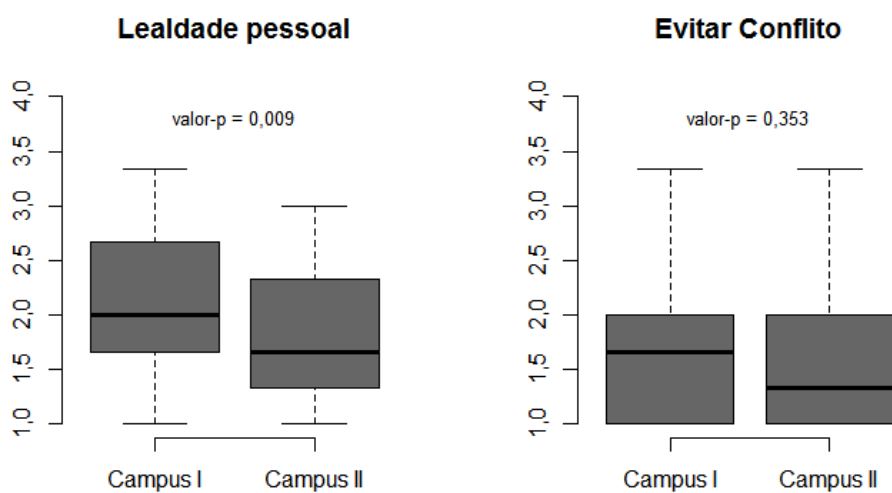 Lealdade pessoal
valor-p = 0,009
4,0
3,5
3,0
2,5
2,0
1,5
1,0
Campus I
Campus II
Evitar Conflito
valor-p = 0,353
4,0
3,5
3,0
2,5
2,0
1,5
1,0
Campus I
Campus II